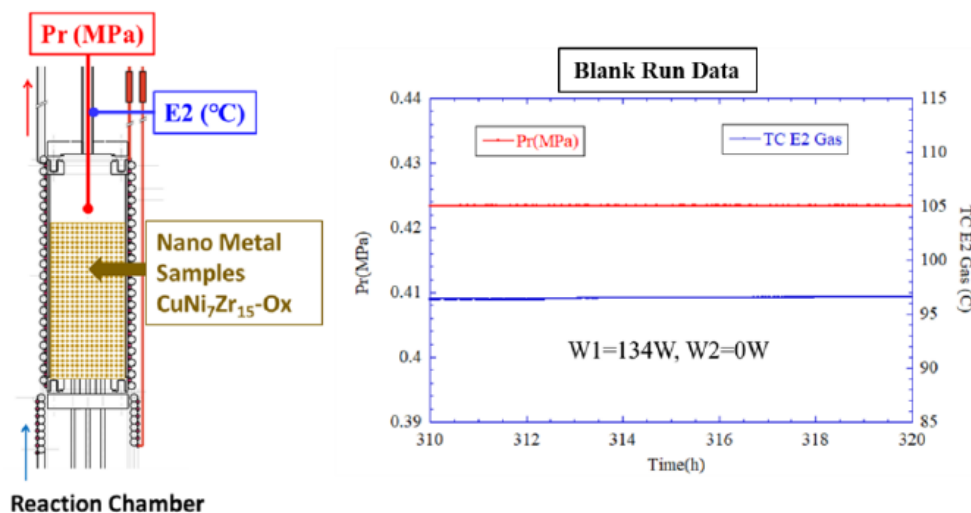 Pr (MPa)
E2 (℃)
Nano Metal
Samples
CuNi₇Zr₁₅-Ox
Reaction Chamber
Blank Run Data
Pr(MPa)
TC E2 Gas
0.44
0.43
0.42
0.41
0.4
0.39
Pr(MPa)
115
110
105
100
95
90
85
TC E2 Gas (C)
W1=134W, W2=0W
310
312
314
316
318
320
Time(h)